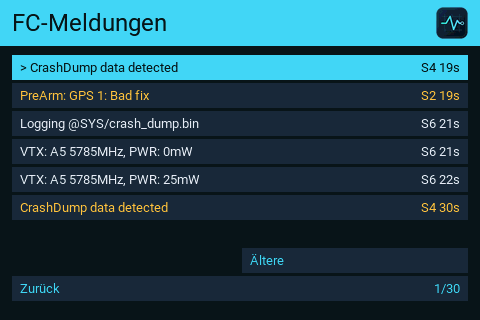 FC-Meldungen
> CrashDump data detected S4 19s
PreArm: GPS 1: Bad fix S2 19s
Logging @SYS/crash_dump.bin S6 21s
VTX: A5 5785MHz, PWR: 0mW S6 21s
VTX: A5 5785MHz, PWR: 25mW S6 22s
CrashDump data detected S4 30s
Ältere
Zurück 1/30